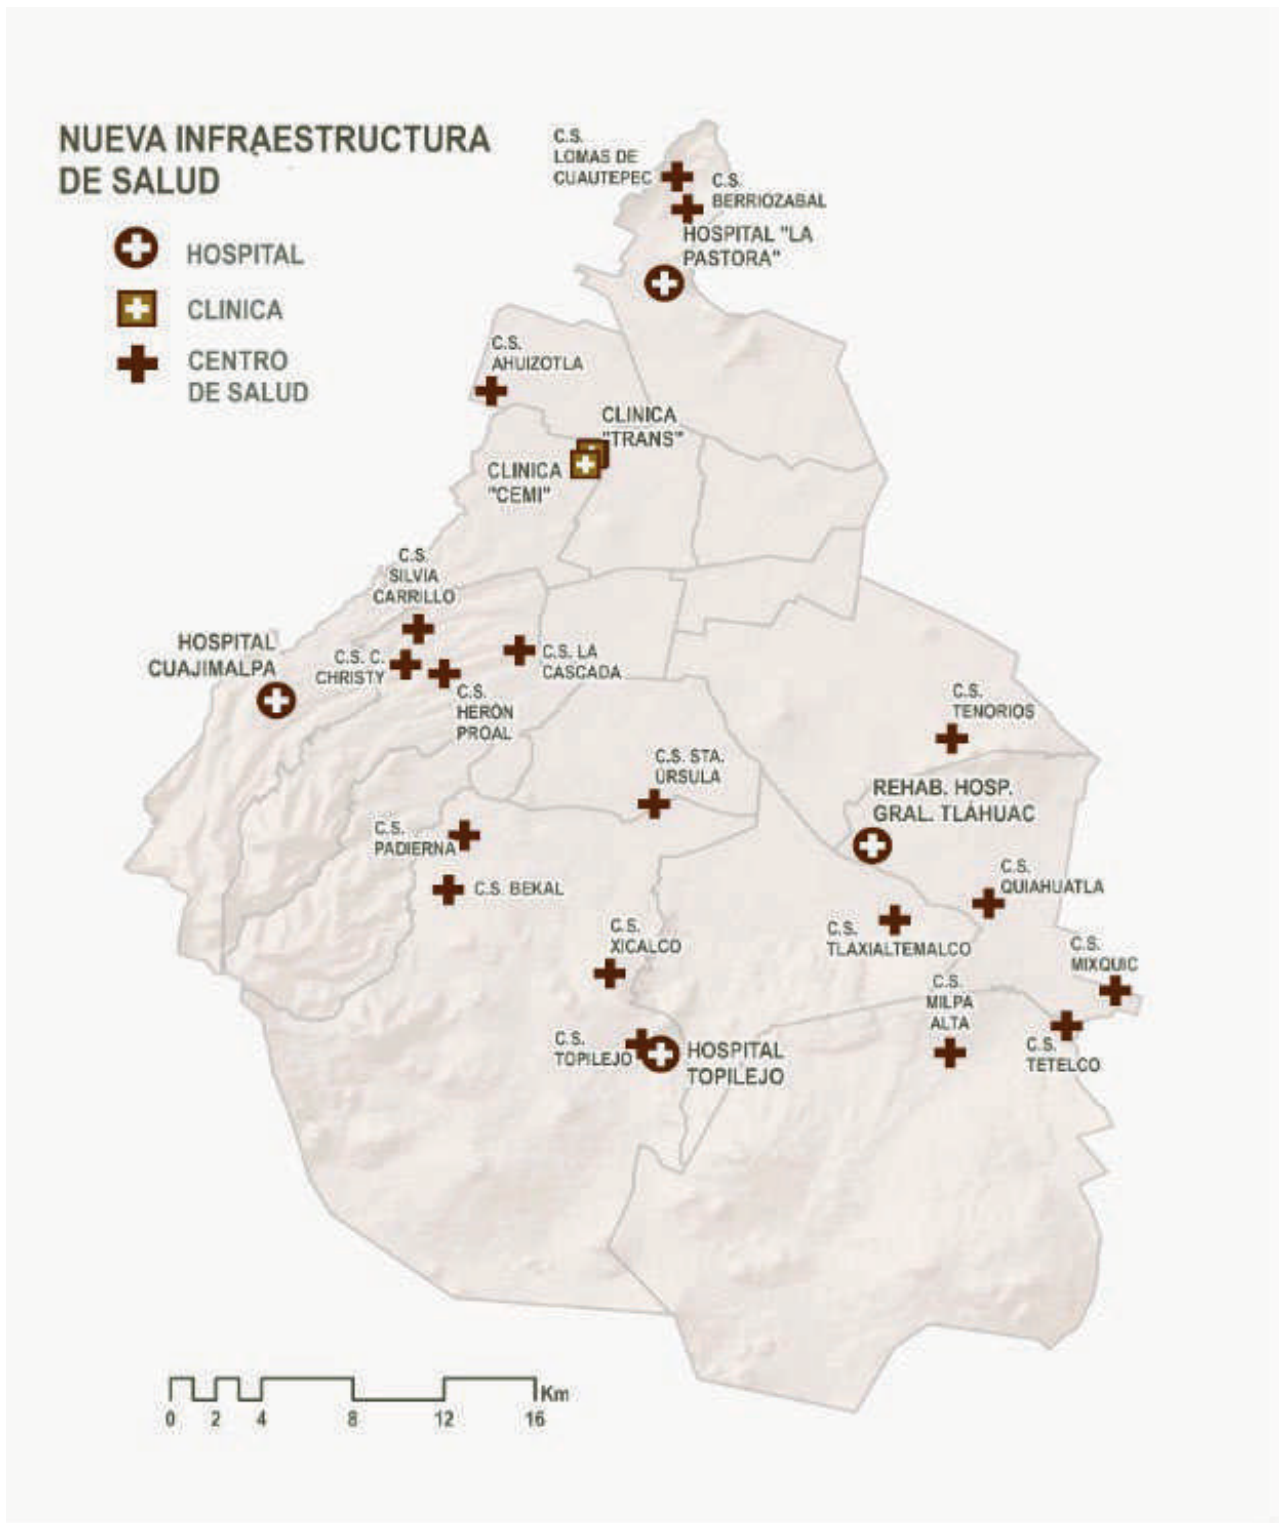 NUEVA INFRAESTRUCTURA
DE SALUD
HOSPITAL
CLINICA
CENTRO
DE SALUD
C.S.
LOMAS DE
CUAUTEPEC
C.S.
BERRIOZABAL
HOSPITAL "LA
PASTORA"
C.S.
AHUIZOTLA
CLINICA
"TRANS"
CLINICA
"CEMI"
C.S.
SILVIA
CARRILLO
HOSPITAL
CUAJIMALPA
C.S. C.
CHRISTY
C.S. LA
CASCADA
C.S.
HERÓN
PROAL
C.S.
TENORIOS
C.S. STA.
ÚRSULA
REHAB. HOSP.
GRAL. TLÁHUAC
C.S.
PADIERNA
C.S. BEKAL
C.S.
QUIAHUATLA
C.S.
XICALCO
C.S.
TLAXIALTEMALCO
C.S.
MIXQUIC
C.S.
MILPA
ALTA
C.S.
TOPILEJO
HOSPITAL
TOPILEJO
C.S.
TETELCO
Km
0 2 4 8 12 16